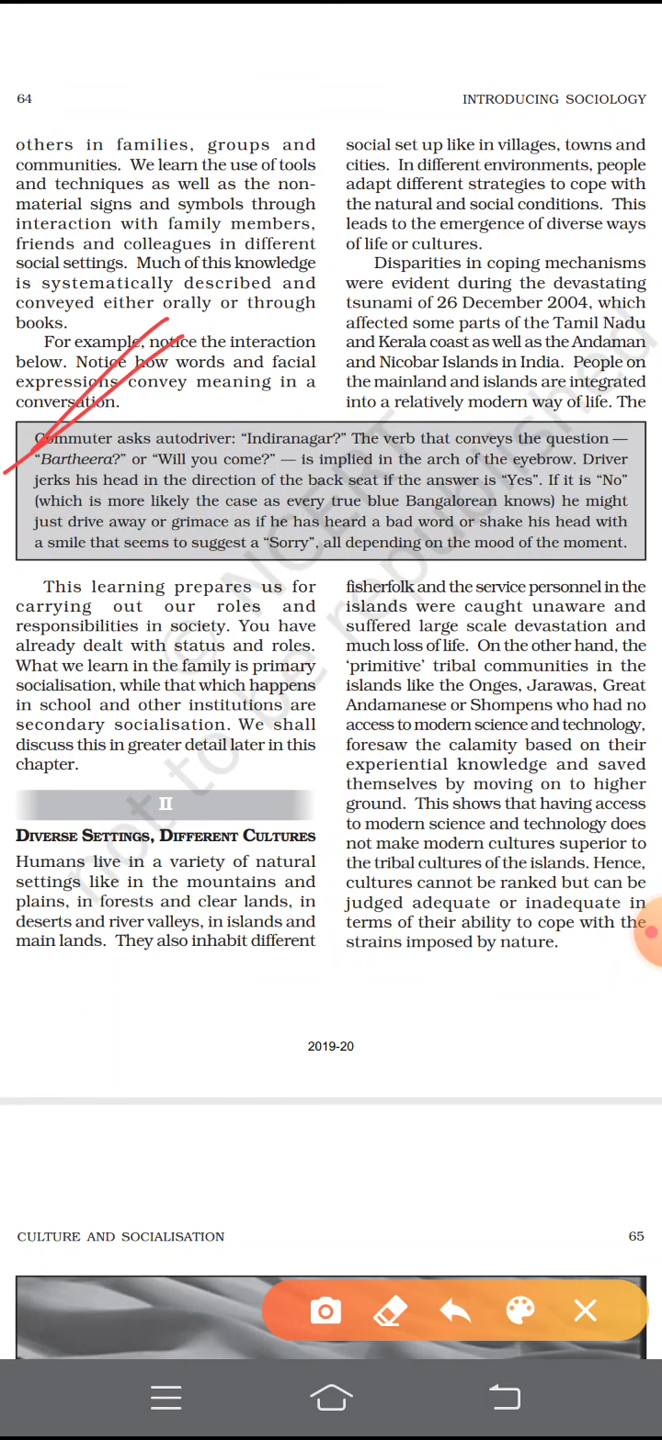 64
INTRODUCING SOCIOLOGY
others in families, groups and
communities. We learn the use of tools
and techniques as well as the non-
material signs and symbols through
interaction with family members,
friends and colleagues in different
social settings. Much of this knowledge
is systematically described and
conveyed either orally or through
books.
For example, notice the interaction
below. Notice how words and facial
expressions convey meaning in a
conversation.
social set up like in villages, towns and
cities. In different environments, people
adapt different strategies to cope with
the natural and social conditions. This
leads to the emergence of diverse ways
of life or cultures.
Disparities in coping mechanisms
were evident during the devastating
tsunami of 26 December 2004, which
affected some parts of the Tamil Nadu
and Kerala coast as well as the Andaman
and Nicobar Islands in India. People on
the mainland and islands are integrated
into a relatively modern way of life. The
Commuter asks autodriver: “Indiranagar?” The verb that conveys the question —
“Bartheera?” or “Will you come?” — is implied in the arch of the eyebrow. Driver
jerks his head in the direction of the back seat if the answer is “Yes”. If it is “No”
(which is more likely the case as every true blue Bangalorean knows) he might
just drive away or grimace as if he has heard a bad word or shake his head with
a smile that seems to suggest a “Sorry”, all depending on the mood of the moment.
This learning prepares us for
carrying out our roles and
responsibilities in society. You have
already dealt with status and roles.
What we learn in the family is primary
socialisation, while that which happens
in school and other institutions are
secondary socialisation. We shall
discuss this in greater detail later in this
chapter.
II
DIVERSE SETTINGS, DIFFERENT CULTURES
Humans live in a variety of natural
settings like in the mountains and
plains, in forests and clear lands, in
deserts and river valleys, in islands and
main lands. They also inhabit different
fisherfolk and the service personnel in the
islands were caught unaware and
suffered large scale devastation and
much loss of life. On the other hand, the
‘primitive’ tribal communities in the
islands like the Onges, Jarawas, Great
Andamanese or Shompens who had no
access to modern science and technology,
foresaw the calamity based on their
experiential knowledge and saved
themselves by moving on to higher
ground. This shows that having access
to modern science and technology does
not make modern cultures superior to
the tribal cultures of the islands. Hence,
cultures cannot be ranked but can be
judged adequate or inadequate in
terms of their ability to cope with the
strains imposed by nature.
© NCERT
not to be republished
2019-20
CULTURE AND SOCIALISATION
65